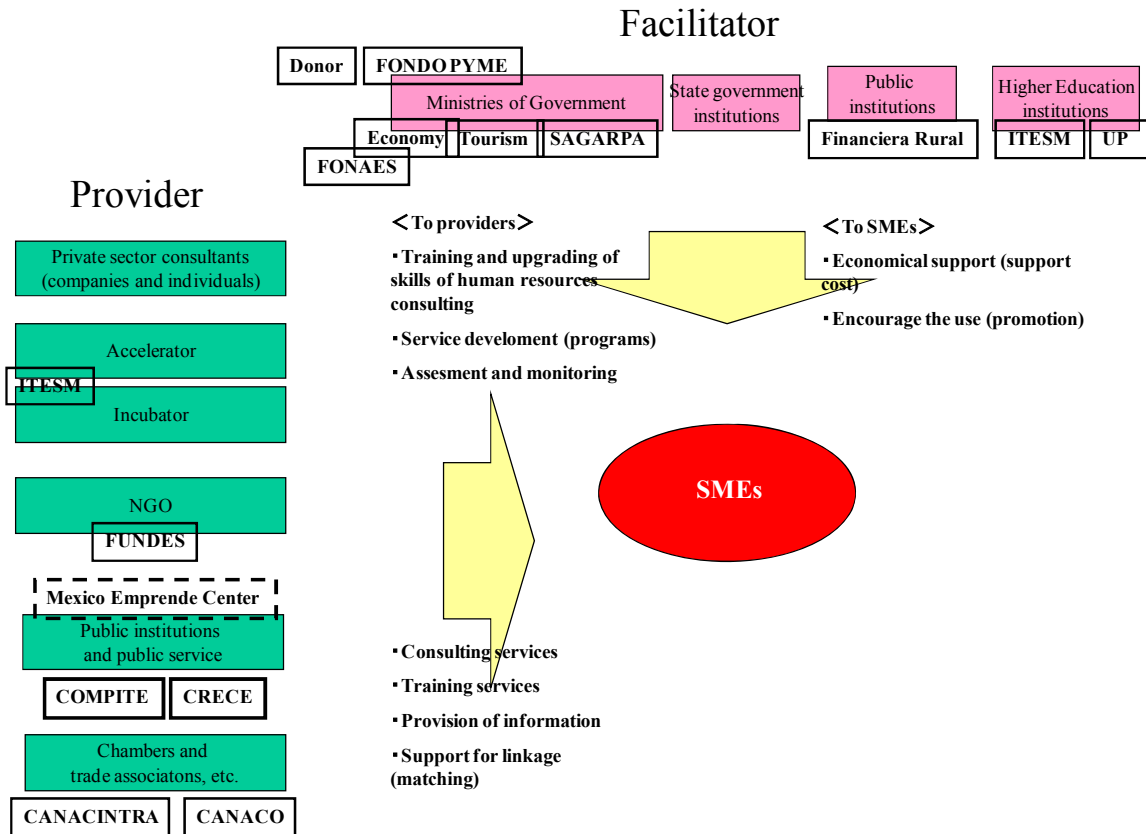 Facilitator
Donor
FONDO PYME
Ministries of Government
State government
institutions
Public
institutions
Higher Education
institutions
Economy
Tourism
SAGARPA
Financiera Rural
ITESM
UP
FONAES
Provider
Private sector consultants
(companies and individuals)
Accelerator
ITESM
Incubator
NGO
FUNDES
Mexico Emprende Center
Public institutions
and public service
COMPITE
CRECE
Chambers and
trade associatons, etc.
CANACINTRA
CANACO
<To providers>
▪Training and upgrading of
skills of human resources
consulting
▪Service develoment (programs)
▪Assesment and monitoring
<To SMEs>
▪Economical support (support
cost)
▪Encourage the use (promotion)
SMEs
▪Consulting services
▪Training services
▪Provision of information
▪Support for linkage
(matching)